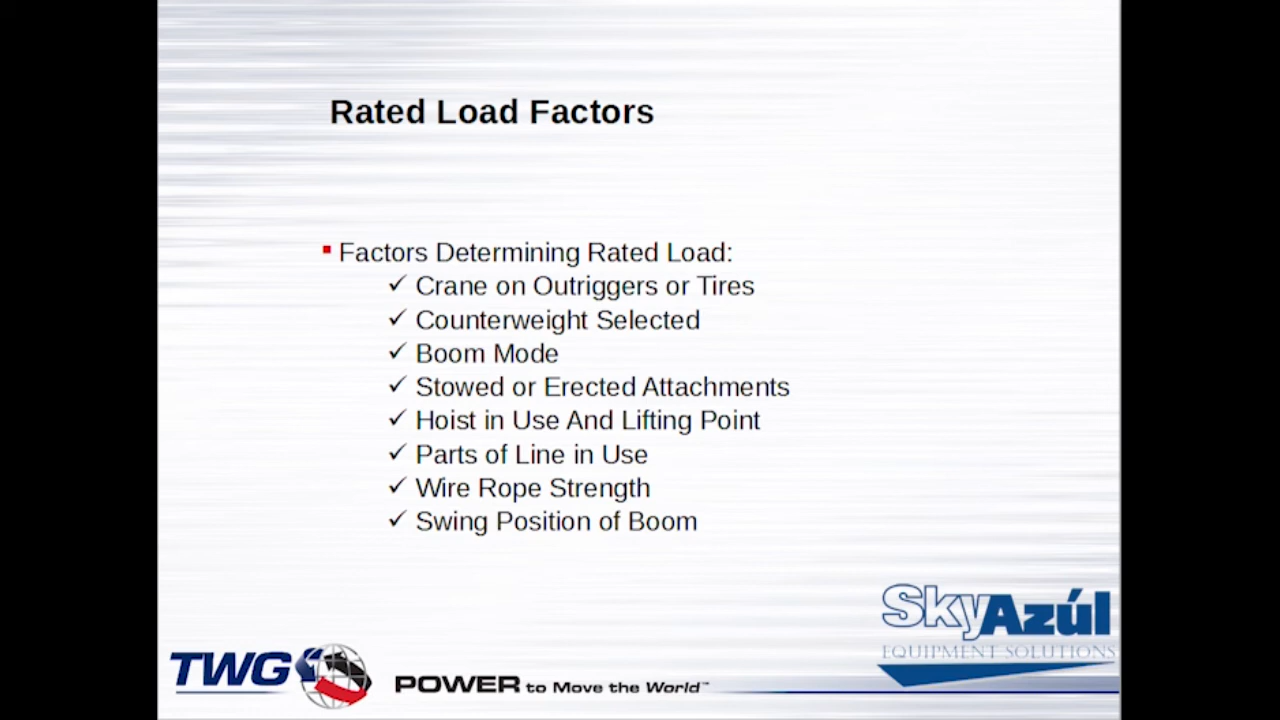 Rated Load Factors
Factors Determining Rated Load:
Crane on Outriggers or Tires
Counterweight Selected
Boom Mode
Stowed or Erected Attachments
Hoist in Use And Lifting Point
Parts of Line in Use
Wire Rope Strength
Swing Position of Boom
SkyAzúl
EQUIPMENT SOLUTIONS
TWG
POWER to Move the World™